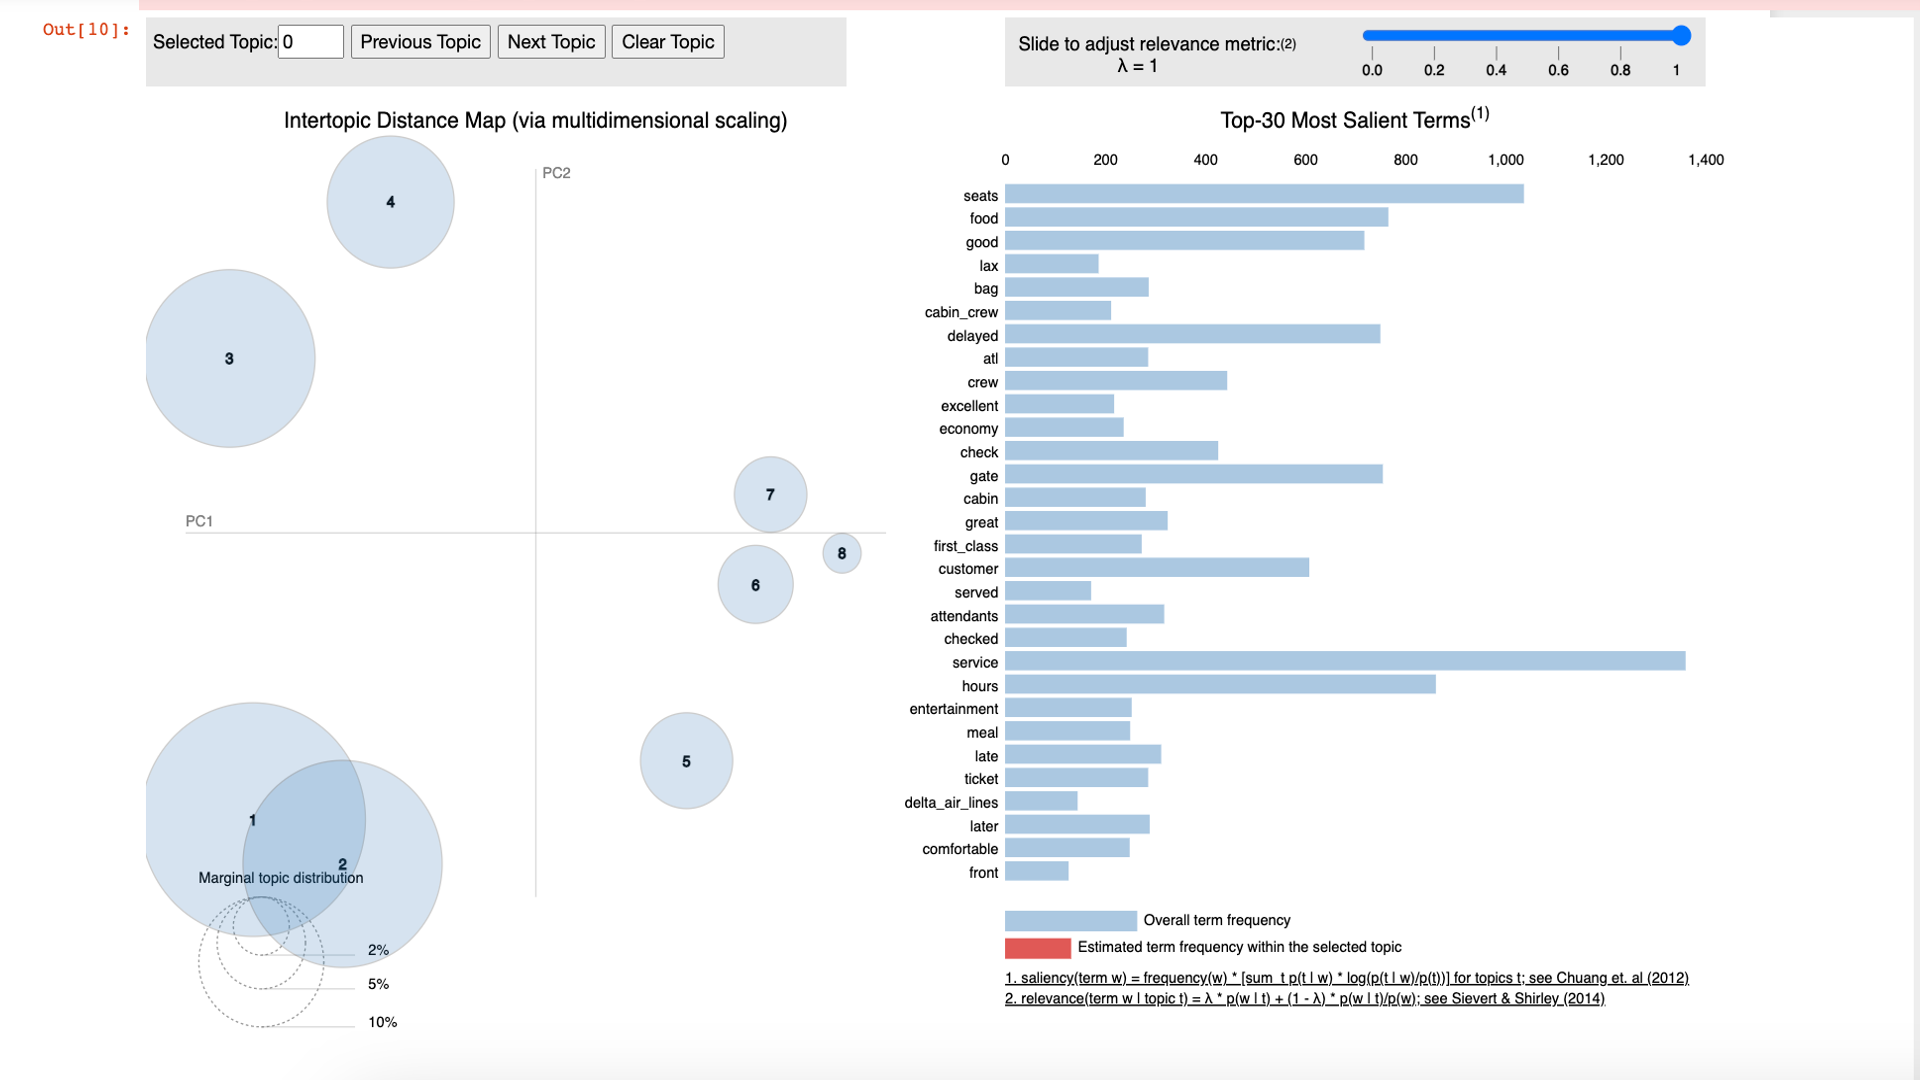 Out[10]:
Selected Topic: 0 Previous Topic Next Topic Clear Topic
Slide to adjust relevance metric:(2)
λ = 1
0.0 0.2 0.4 0.6 0.8 1
Intertopic Distance Map (via multidimensional scaling)
PC2
PC1
4
3
7
8
6
5
1
2
Marginal topic distribution
2%
5%
10%
Top-30 Most Salient Terms(1)
0 200 400 600 800 1,000 1,200 1,400
seats
food
good
lax
bag
cabin_crew
delayed
atl
crew
excellent
economy
check
gate
cabin
great
first_class
customer
served
attendants
checked
service
hours
entertainment
meal
late
ticket
delta_air_lines
later
comfortable
front
Overall term frequency
Estimated term frequency within the selected topic
1. saliency(term w) = frequency(w) * [sum_t p(t | w) * log(p(t | w)/p(t))] for topics t; see Chuang et. al (2012)
2. relevance(term w | topic t) = λ * p(w | t) + (1 - λ) * p(w | t)/p(w); see Sievert & Shirley (2014)